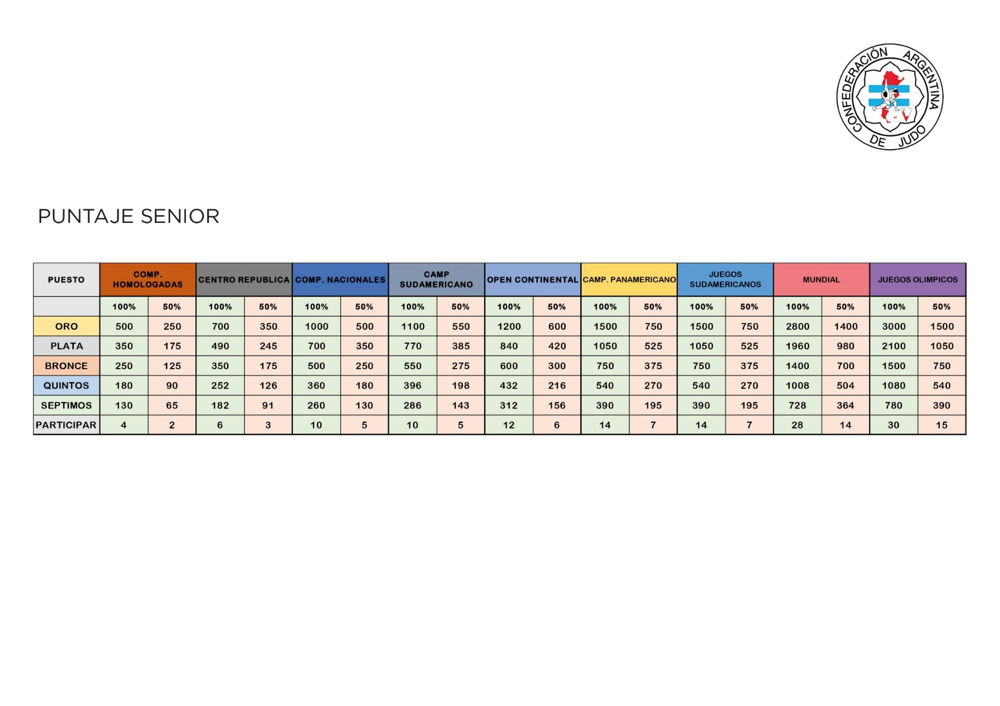 CONFEDERACIÓN ARGENTINA
DE JUDO
PUNTAJE SENIOR
PUESTO COMP. HOMOLOGADAS CENTRO REPUBLICA COMP. NACIONALES CAMP SUDAMERICANO OPEN CONTINENTAL CAMP. PANAMERICANO JUEGOS SUDAMERICANOS MUNDIAL JUEGOS OLIMPICOS
100% 50% 100% 50% 100% 50% 100% 50% 100% 50% 100% 50% 100% 50% 100% 50% 100% 50%
ORO 500 250 700 350 1000 500 1100 550 1200 600 1500 750 1500 750 2800 1400 3000 1500
PLATA 350 175 490 245 700 350 770 385 840 420 1050 525 1050 525 1960 980 2100 1050
BRONCE 250 125 350 175 500 250 550 275 600 300 750 375 750 375 1400 700 1500 750
QUINTOS 180 90 252 126 360 180 396 198 432 216 540 270 540 270 1008 504 1080 540
SEPTIMOS 130 65 182 91 260 130 286 143 312 156 390 195 390 195 728 364 780 390
PARTICIPAR 4 2 6 3 10 5 10 5 12 6 14 7 14 7 28 14 30 15